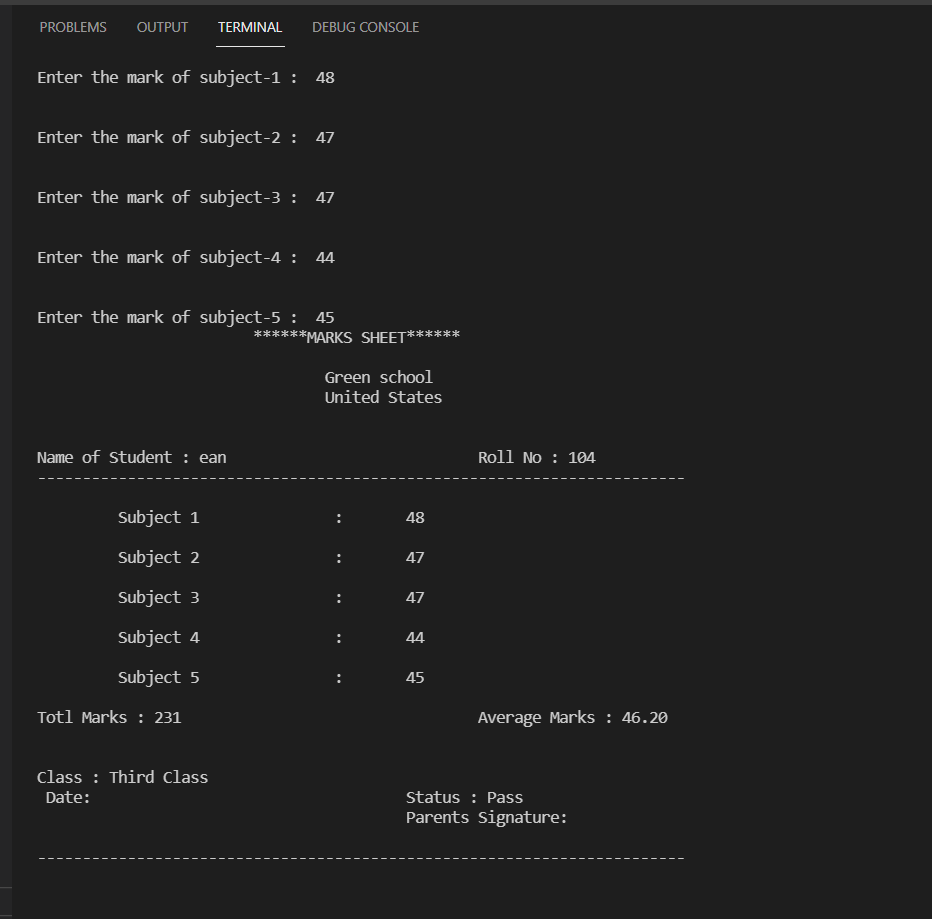 PROBLEMS OUTPUT TERMINAL DEBUG CONSOLE
Enter the mark of subject-1 : 48
Enter the mark of subject-2 : 47
Enter the mark of subject-3 : 47
Enter the mark of subject-4 : 44
Enter the mark of subject-5 : 45
******MARKS SHEET******
Green school
United States
Name of Student : ean Roll No : 104
------------------------------------------------------------------------
Subject 1 : 48
Subject 2 : 47
Subject 3 : 47
Subject 4 : 44
Subject 5 : 45
Totl Marks : 231 Average Marks : 46.20
Class : Third Class
Date: Status : Pass
Parents Signature:
------------------------------------------------------------------------